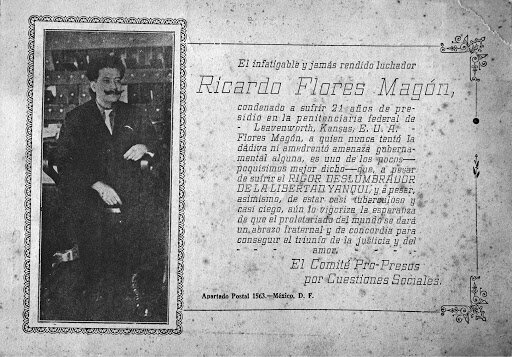 El infatigable y jamás rendido luchador
Ricardo Flores Magón,
condenado a sufrir 21 años de pre-
sidio en la penitenciaría federal de
- Leavenworth, Kansas, E. U. A. -
Flores Magón, a quien nunca tentó la
dádiva ni amedrentó amenaza guberna-
mental alguna, es uno de los pocos—
poquísimos mejor dicho—que, a pesar
de sufrir el RIGOR DESLUMBRADOR
DE LA LIBERTAD YANQUI, y a pesar,
asimismo, de estar casi tuberculoso y
casi ciego, aún lo vigoriza la esperanza
de que el proletariado del mundo se dará
un abrazo fraternal y de concordia para
conseguir el triunfo de la justicia y del
- - - - amor. - - - -
El Comité Pro-Presos
por Cuestiones Sociales.
Apartado Postal 1563.—México, D. F.